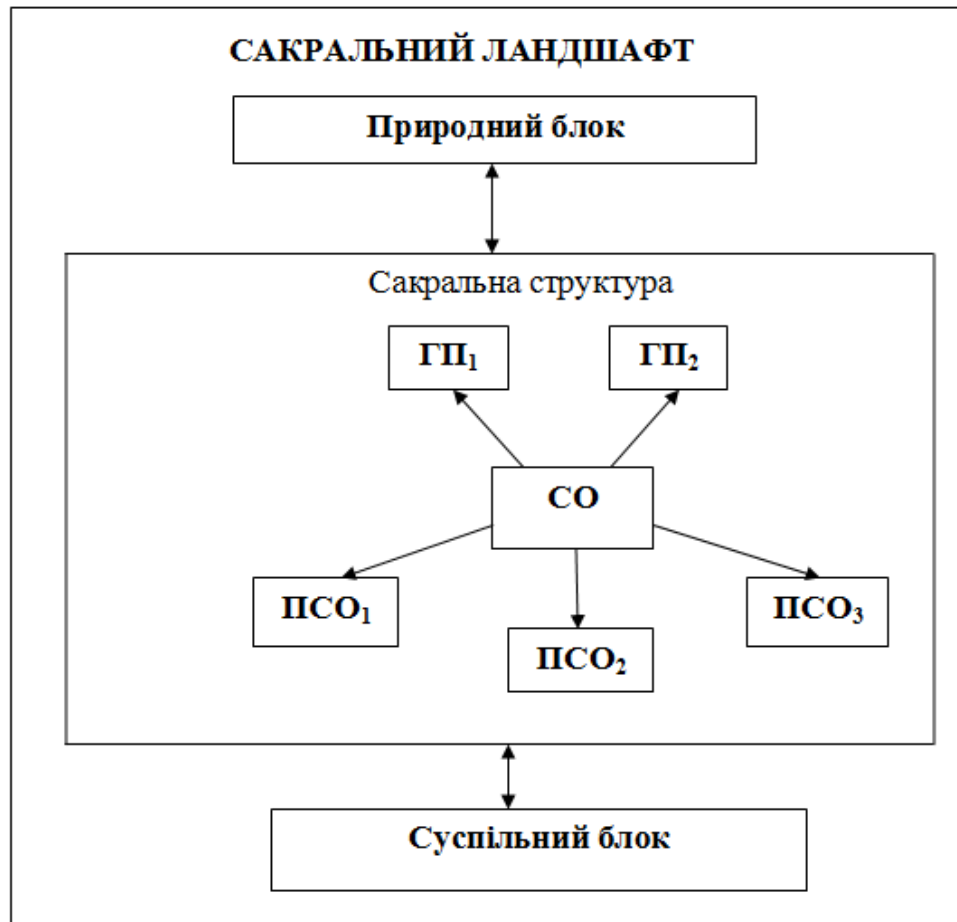 САКРАЛЬНИЙ ЛАНДШАФТ
Природний блок
Сакральна структура
ГП₁ ГП₂
СО
ПСО₁ ПСО₂ ПСО₃
Суспільний блок